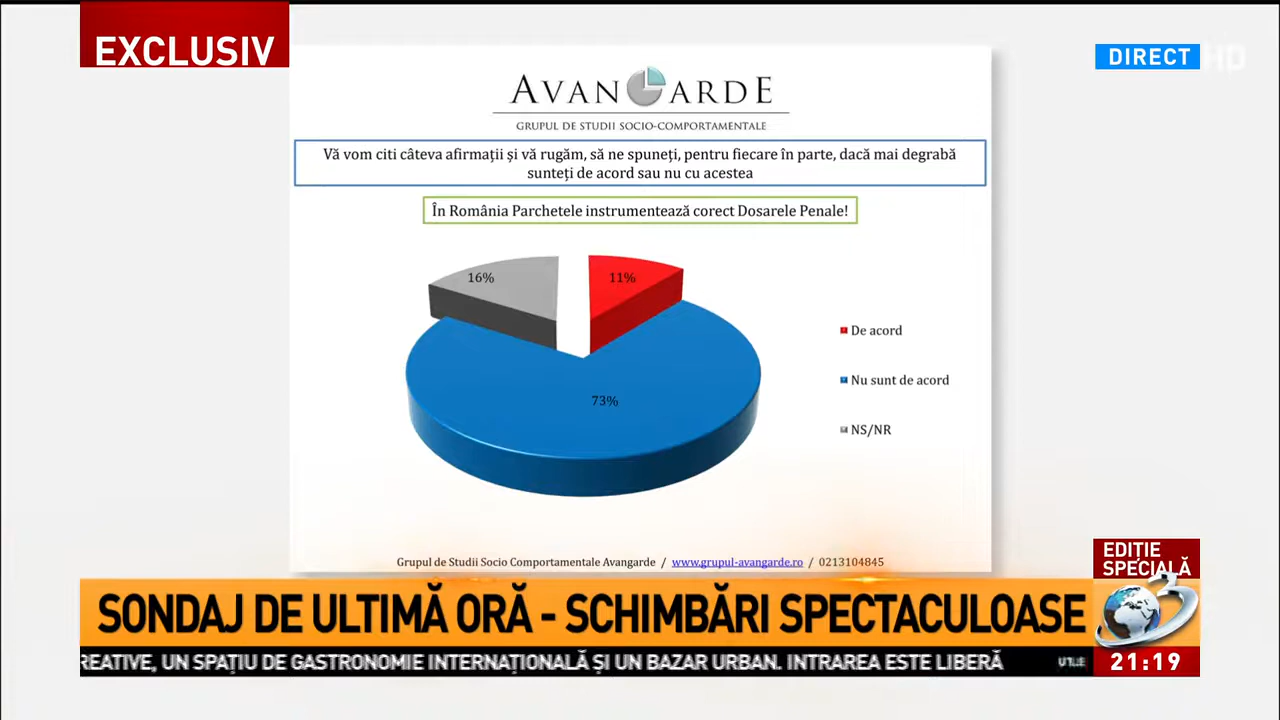 EXCLUSIV
DIRECT HD
AVANGARDE
GRUPUL DE STUDII SOCIO-COMPORTAMENTALE
Vă vom citi câteva afirmații și vă rugăm, să ne spuneți, pentru fiecare în parte, dacă mai degrabă
sunteți de acord sau nu cu acestea
În România Parchetele instrumentează corect Dosarele Penale!
16%
11%
73%
De acord
Nu sunt de acord
NS/NR
Grupul de Studii Socio Comportamentale Avangarde / www.grupul-avangarde.ro / 0213104845
EDIȚIE
SPECIALĂ
SONDAJ DE ULTIMĂ ORĂ - SCHIMBĂRI SPECTACULOASE
REATIVE, UN SPAȚIU DE GASTRONOMIE INTERNAȚIONALĂ ȘI UN BAZAR URBAN. INTRAREA ESTE LIBERĂ
21:19